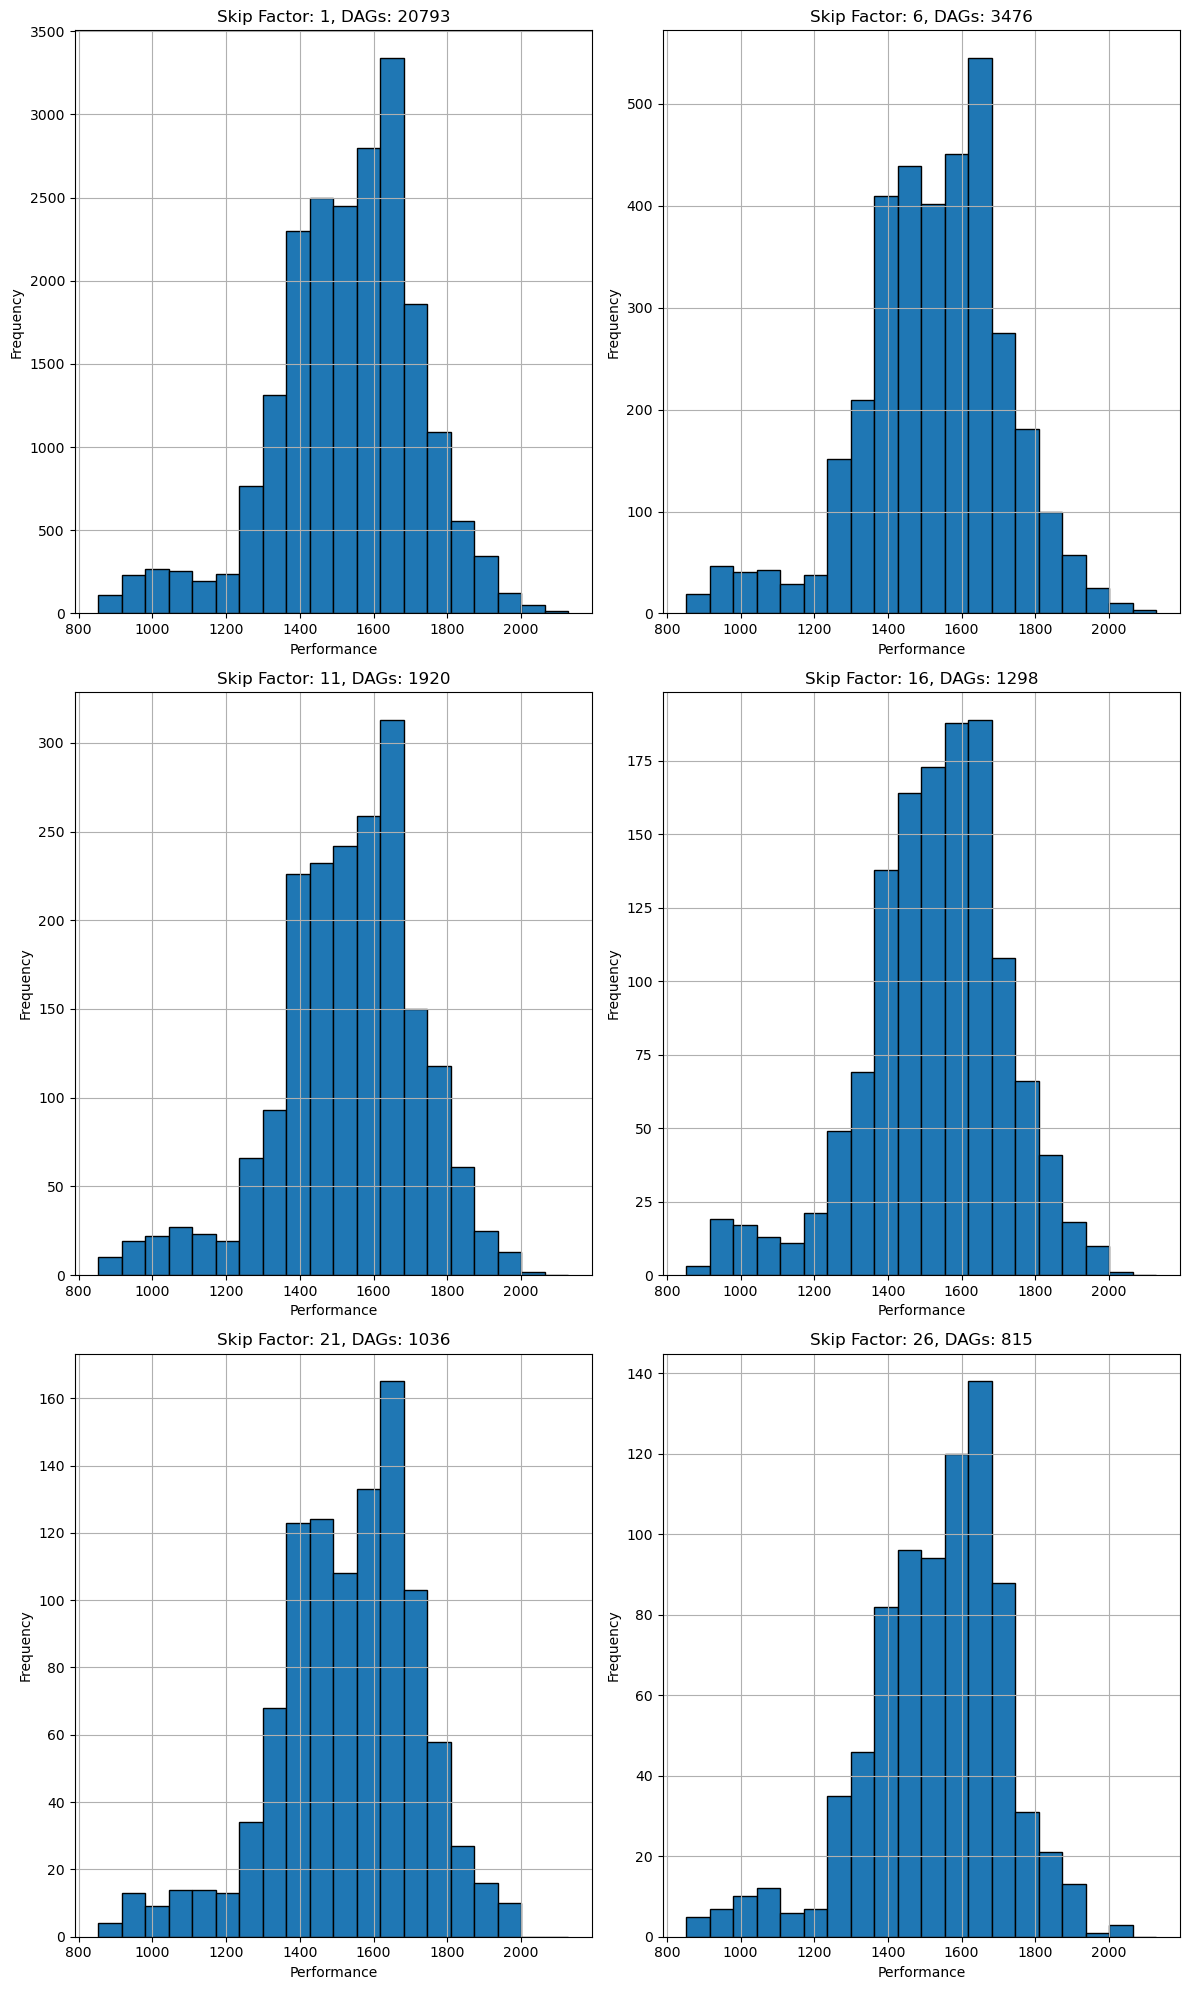 Skip Factor: 1, DAGs: 20793
3500
3000
2500
2000
1500
1000
500
0
Frequency
800 1000 1200 1400 1600 1800 2000
Performance
Skip Factor: 6, DAGs: 3476
500
400
300
200
100
0
Frequency
800 1000 1200 1400 1600 1800 2000
Performance
Skip Factor: 11, DAGs: 1920
300
250
200
150
100
50
0
Frequency
800 1000 1200 1400 1600 1800 2000
Performance
Skip Factor: 16, DAGs: 1298
175
150
125
100
75
50
25
0
Frequency
800 1000 1200 1400 1600 1800 2000
Performance
Skip Factor: 21, DAGs: 1036
160
140
120
100
80
60
40
20
0
Frequency
800 1000 1200 1400 1600 1800 2000
Performance
Skip Factor: 26, DAGs: 815
140
120
100
80
60
40
20
0
Frequency
800 1000 1200 1400 1600 1800 2000
Performance